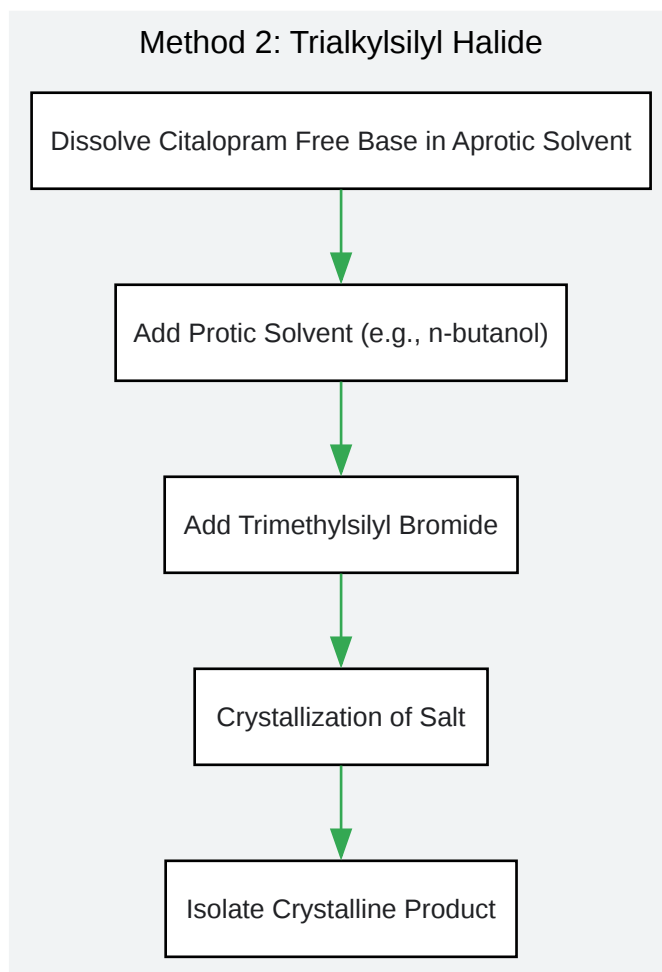 Method 2: Trialkylsilyl Halide
Dissolve Citalopram Free Base in Aprotic Solvent
Add Protic Solvent (e.g., n-butanol)
Add Trimethylsilyl Bromide
Crystallization of Salt
Isolate Crystalline Product